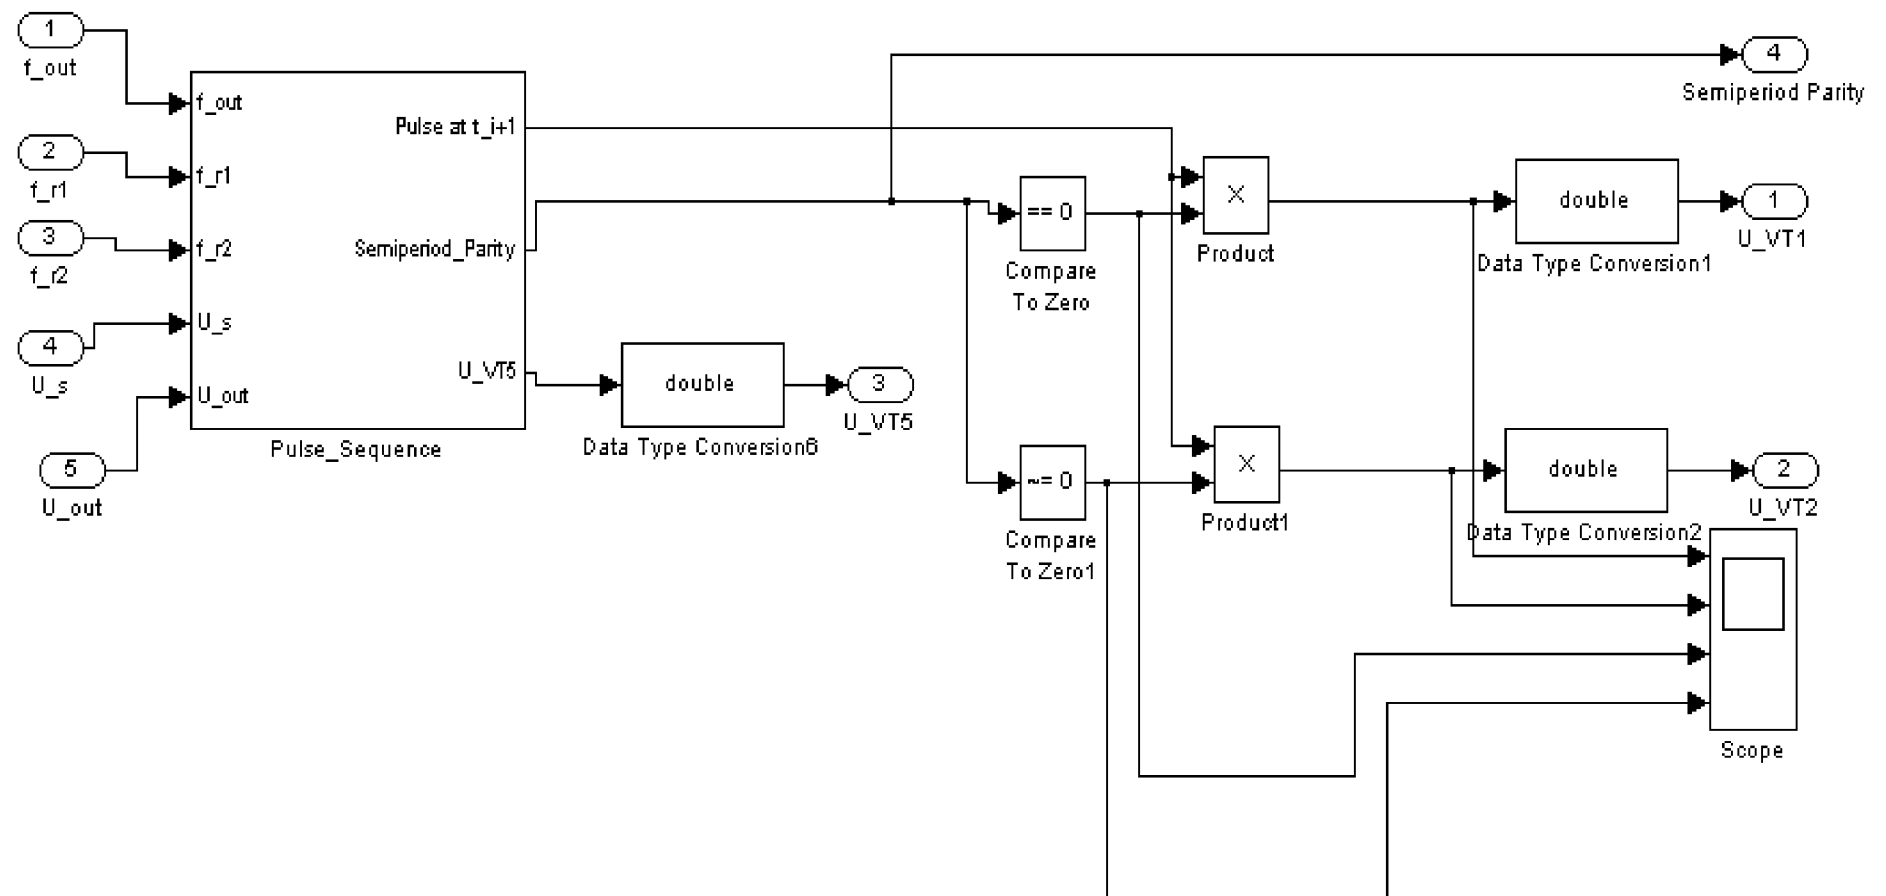 1
f_out
2
f_r1
3
f_r2
4
U_s
5
U_out
f_out
f_r1
f_r2
U_s
U_out
Pulse at t_i+1
Semiperiod_Parity
U_VT5
Pulse_Sequence
double
Data Type Conversion6
3
U_VT5
== 0
Compare
To Zero
~= 0
Compare
To Zero1
X
Product
X
Product1
4
Semiperiod Parity
double
Data Type Conversion1
1
U_VT1
double
Data Type Conversion2
2
U_VT2
Scope